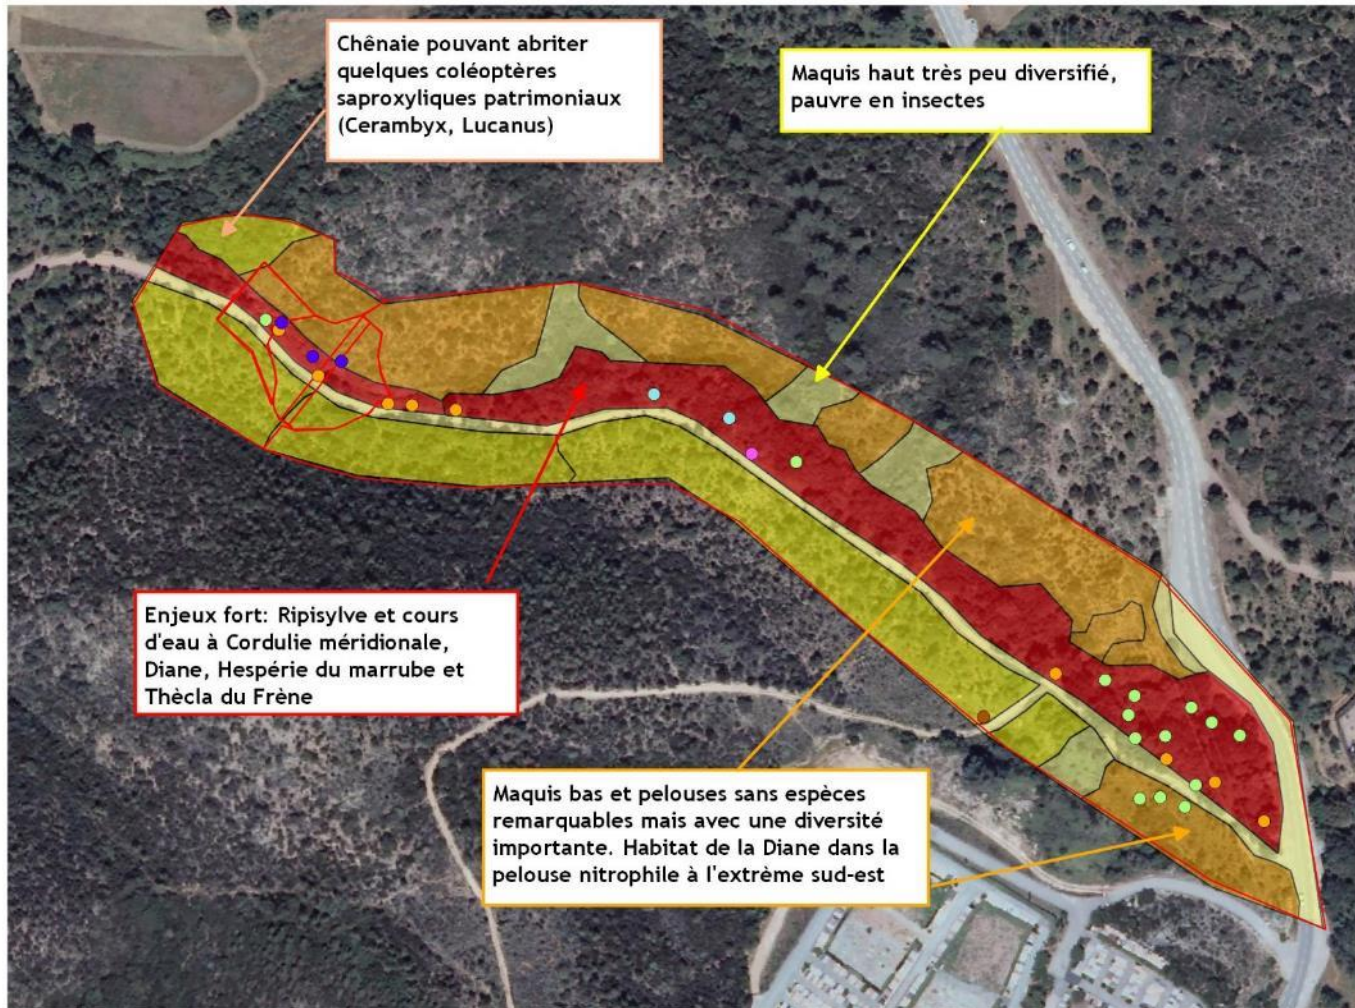 Chênaie pouvant abriter
quelques coléoptères
saproxyliques patrimoniaux
(Cerambyx, Lucanus)
Maquis haut très peu diversifié,
pauvre en insectes
Enjeux fort: Ripisylve et cours
d'eau à Cordulie méridionale,
Diane, Hespérie du marrube et
Thècla du Frène
Maquis bas et pelouses sans espèces
remarquables mais avec une diversité
importante. Habitat de la Diane dans la
pelouse nitrophile à l'extrème sud-est